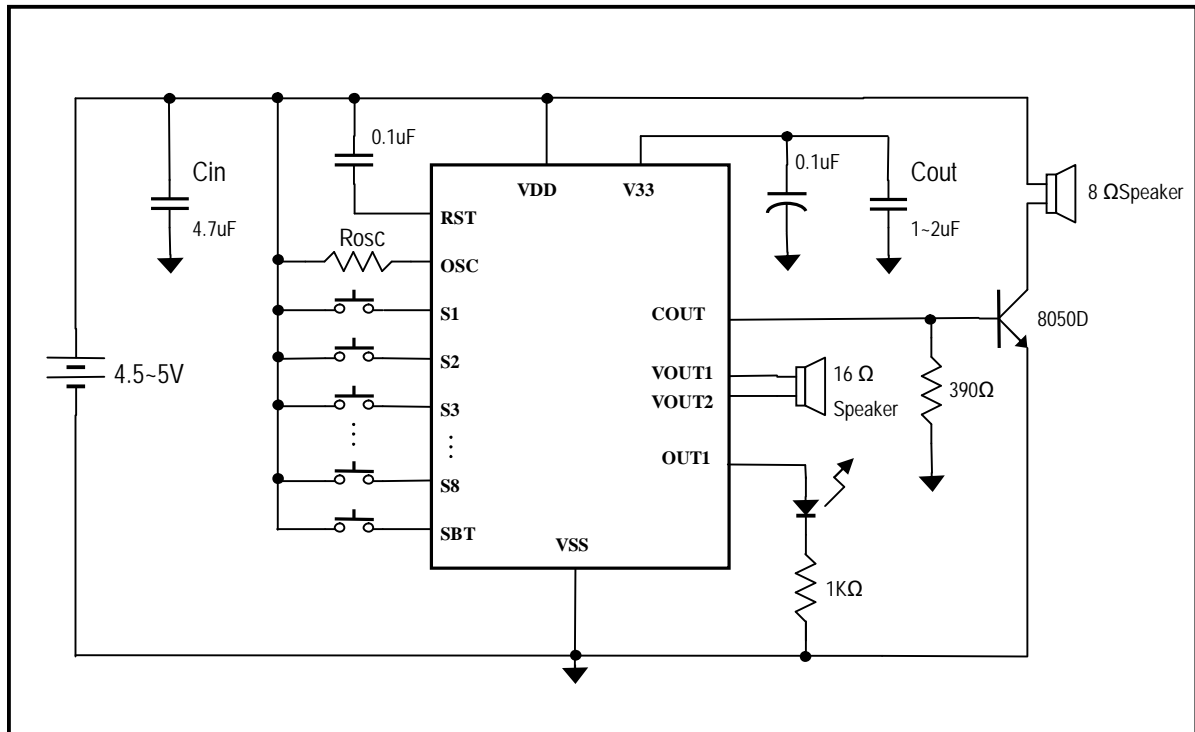 0.1uF
Cin
4.7uF
VDD
V33
0.1uF
Cout
1~2uF
8 ΩSpeaker
RST
Rosc
OSC
S1
COUT
8050D
S2
4.5~5V
VOUT1
16 Ω
VOUT2
Speaker
390Ω
S3
OUT1
S8
SBT
VSS
1KΩ